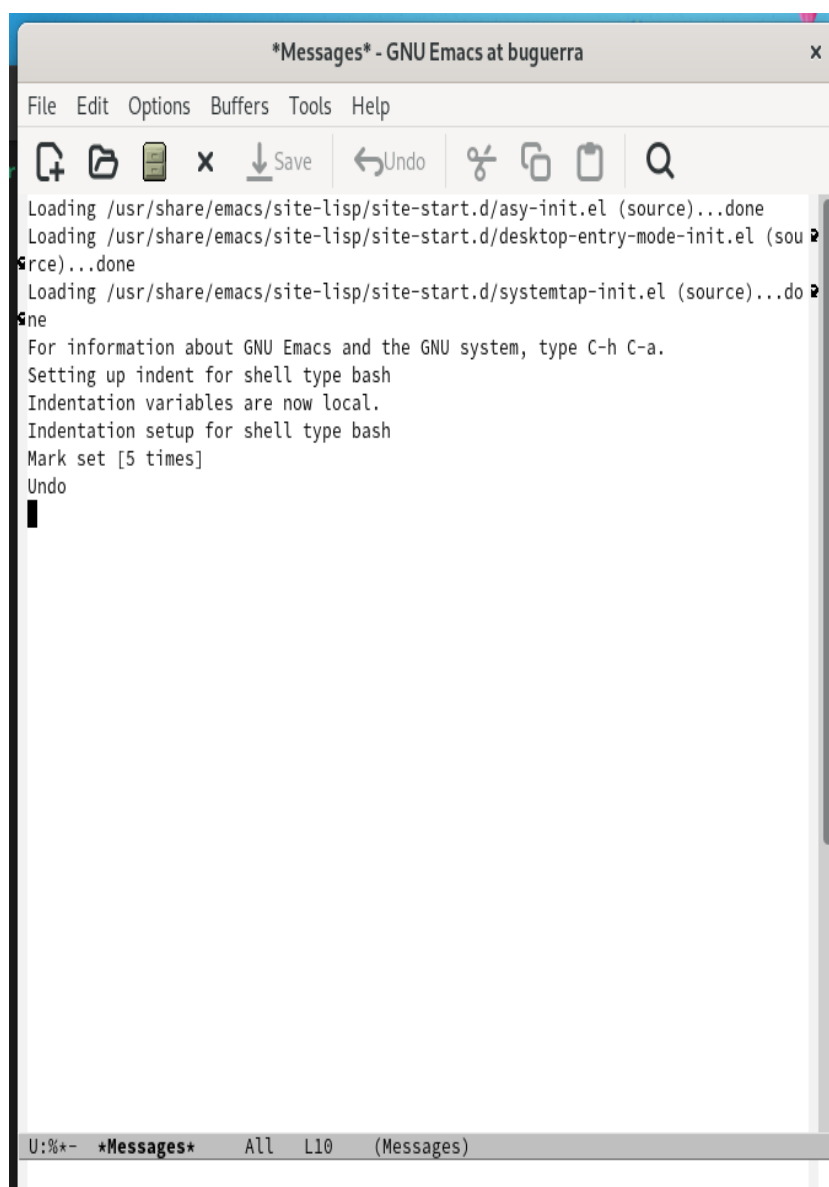 *Messages* - GNU Emacs at buguerra
File Edit Options Buffers Tools Help
Save Undo
Loading /usr/share/emacs/site-lisp/site-start.d/asy-init.el (source)...done
Loading /usr/share/emacs/site-lisp/site-start.d/desktop-entry-mode-init.el (sou
rce)...done
Loading /usr/share/emacs/site-lisp/site-start.d/systemtap-init.el (source)...do
ne
For information about GNU Emacs and the GNU system, type C-h C-a.
Setting up indent for shell type bash
Indentation variables are now local.
Indentation setup for shell type bash
Mark set [5 times]
Undo
U:%*- *Messages* All L10 (Messages)